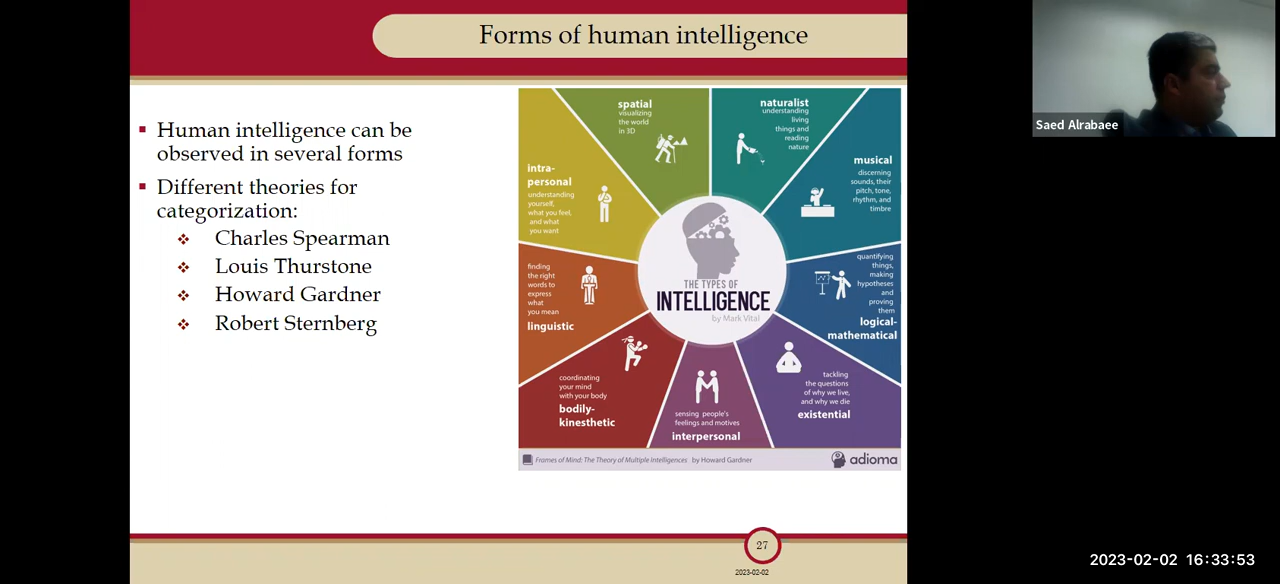 Forms of human intelligence
Human intelligence can be
observed in several forms
Different theories for
categorization:
Charles Spearman
Louis Thurstone
Howard Gardner
Robert Sternberg
spatial
visualizing
the world
in 3D
naturalist
understanding
living
things and
reading
nature
musical
discerning
sounds, their
pitch, tone,
rhythm, and
timbre
quantifying
things,
making
hypotheses
and
proving
them
logical-
mathematical
tackling
the questions
of why we live,
and why we die
existential
sensing people's
feelings and motives
interpersonal
coordinating
your mind
with your body
bodily-
kinesthetic
finding
the right
words to
express
what
you mean
linguistic
intra-
personal
understanding
yourself,
what you feel,
and what
you want
THE TYPES OF
INTELLIGENCE
by Mark Vital
Frames of Mind: The Theory of Multiple Intelligences by Howard Gardner
adioma
27
2023-02-02
Saed Alrabaee
2023-02-02 16:33:53